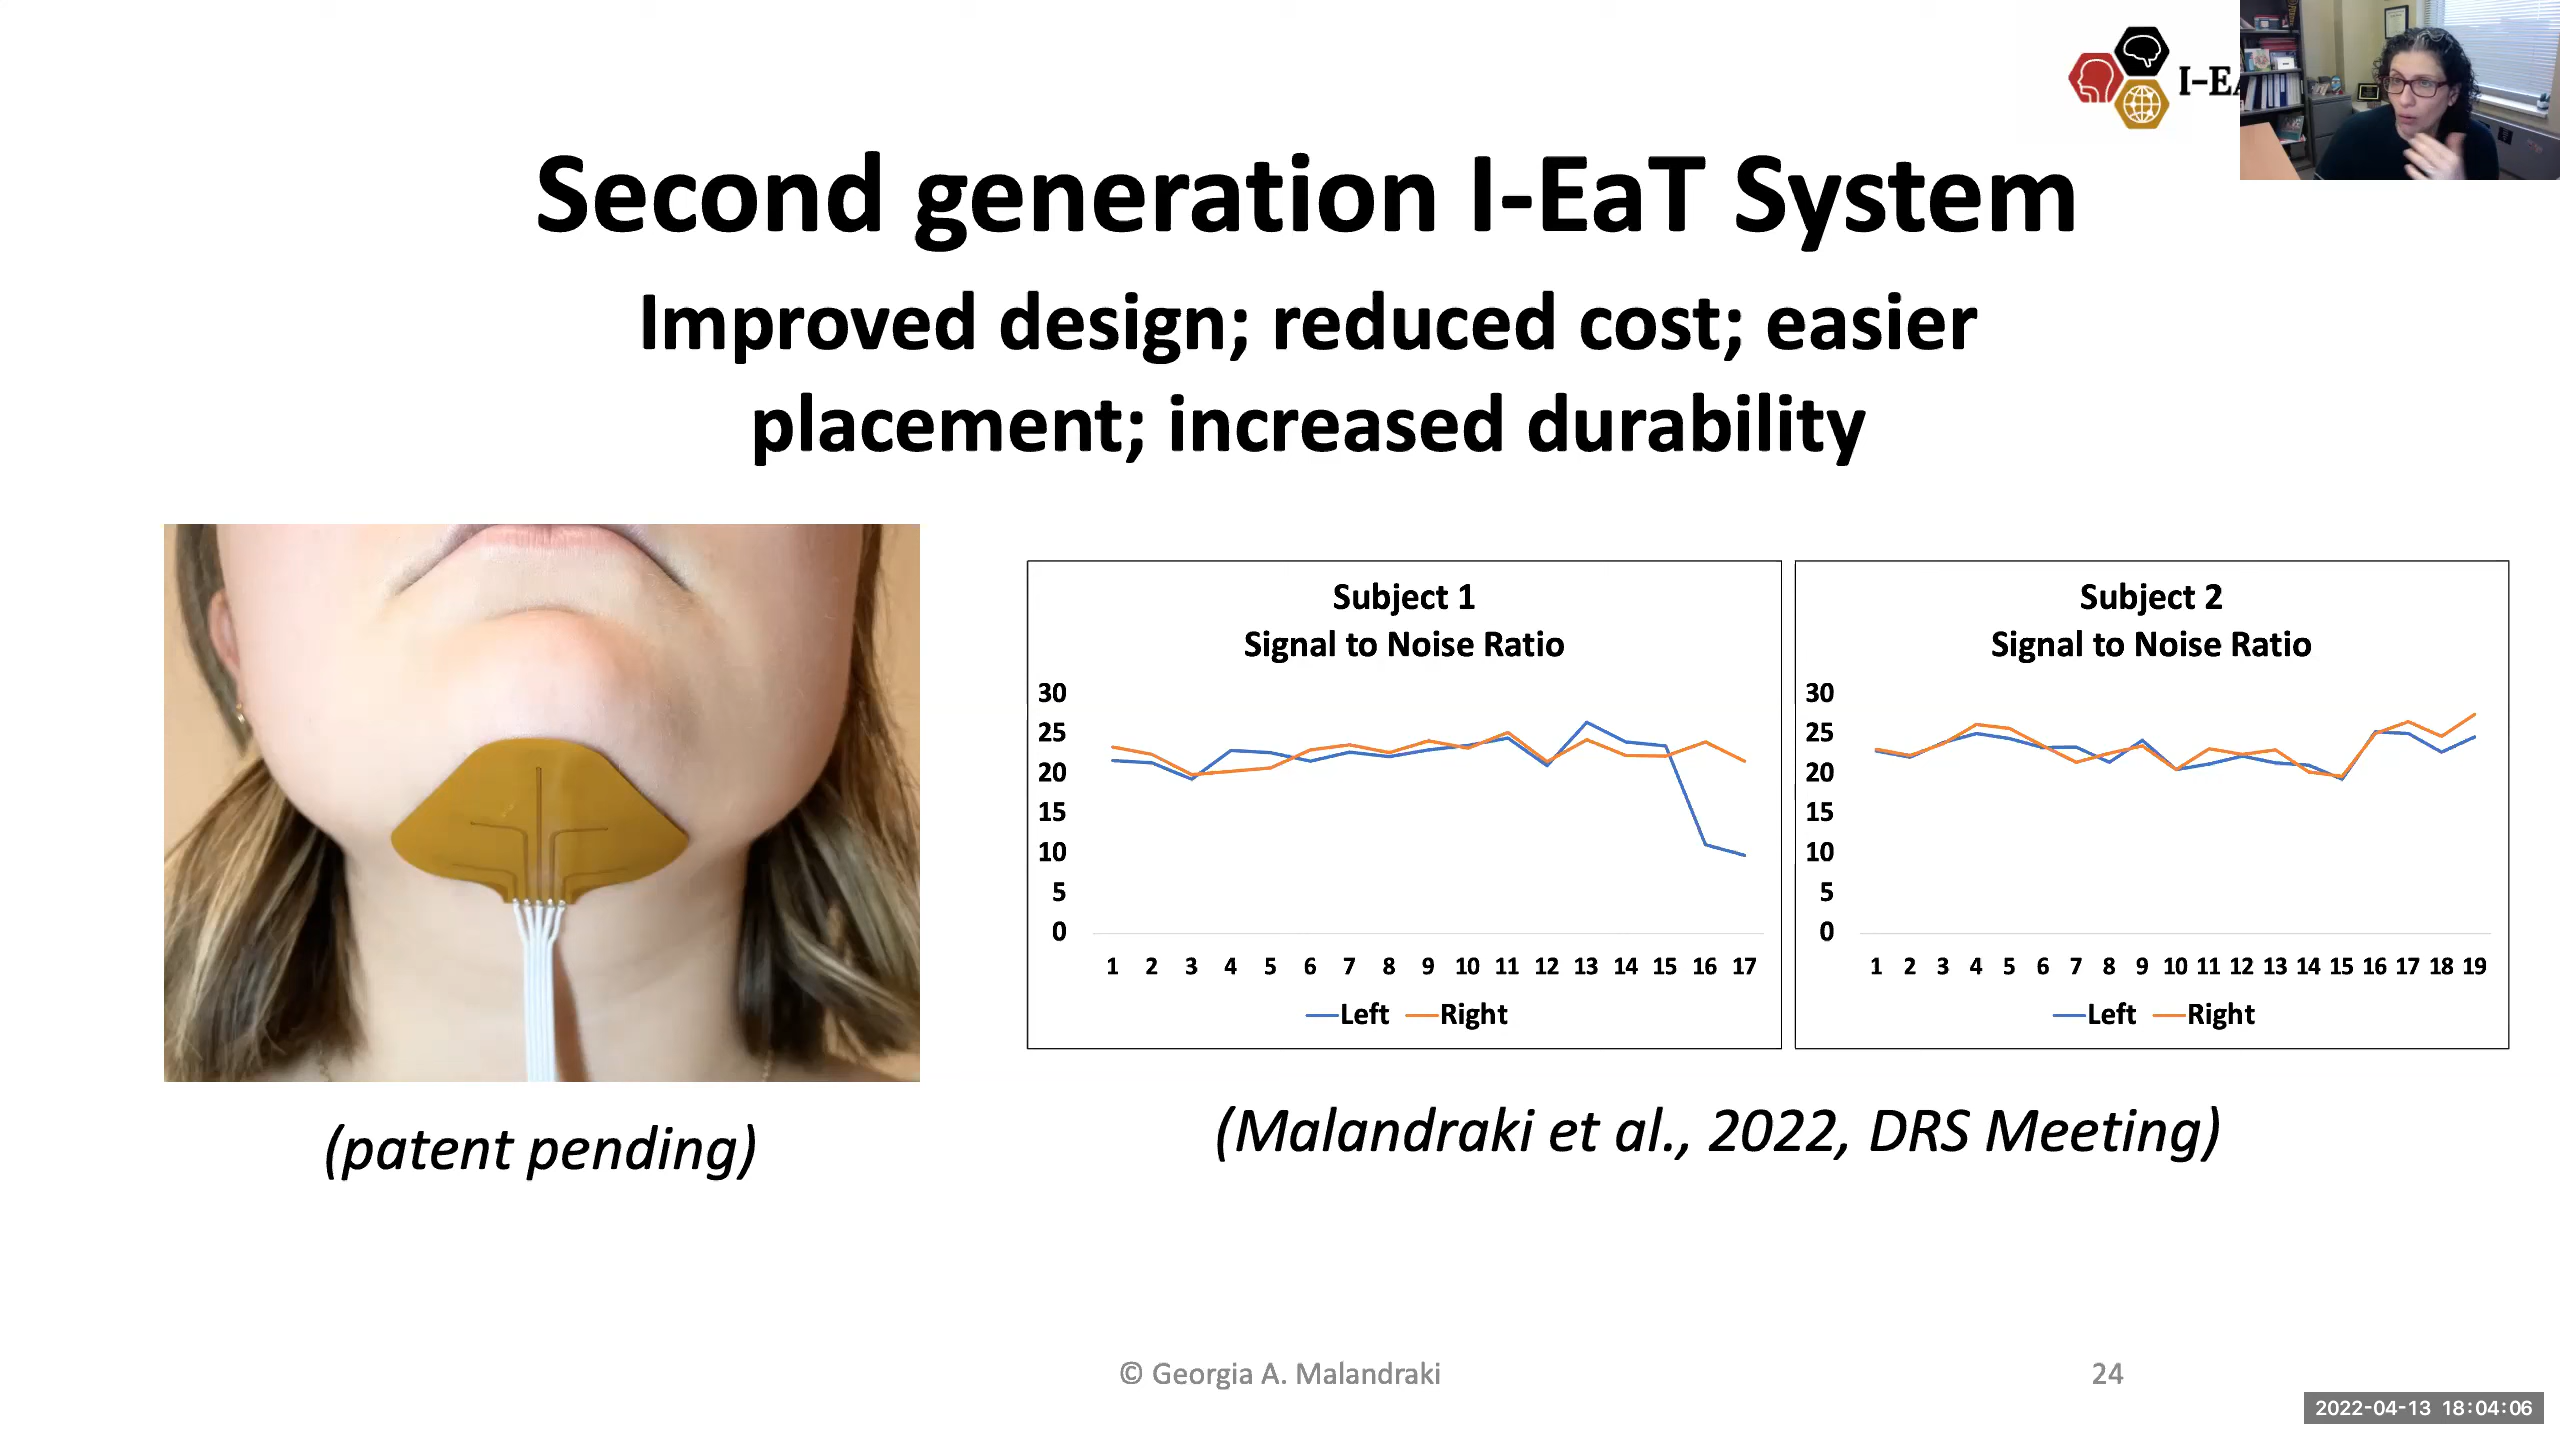 I-EA
Second generation I-EaT System
Improved design; reduced cost; easier
placement; increased durability
Subject 1
Signal to Noise Ratio
30
25
20
15
10
5
0
1 2 3 4 5 6 7 8 9 10 11 12 13 14 15 16 17
Left Right
Subject 2
Signal to Noise Ratio
30
25
20
15
10
5
0
1 2 3 4 5 6 7 8 9 10 11 12 13 14 15 16 17 18 19
Left Right
(patent pending)
(Malandraki et al., 2022, DRS Meeting)
© Georgia A. Malandraki
24
2022-04-13 18:04:06